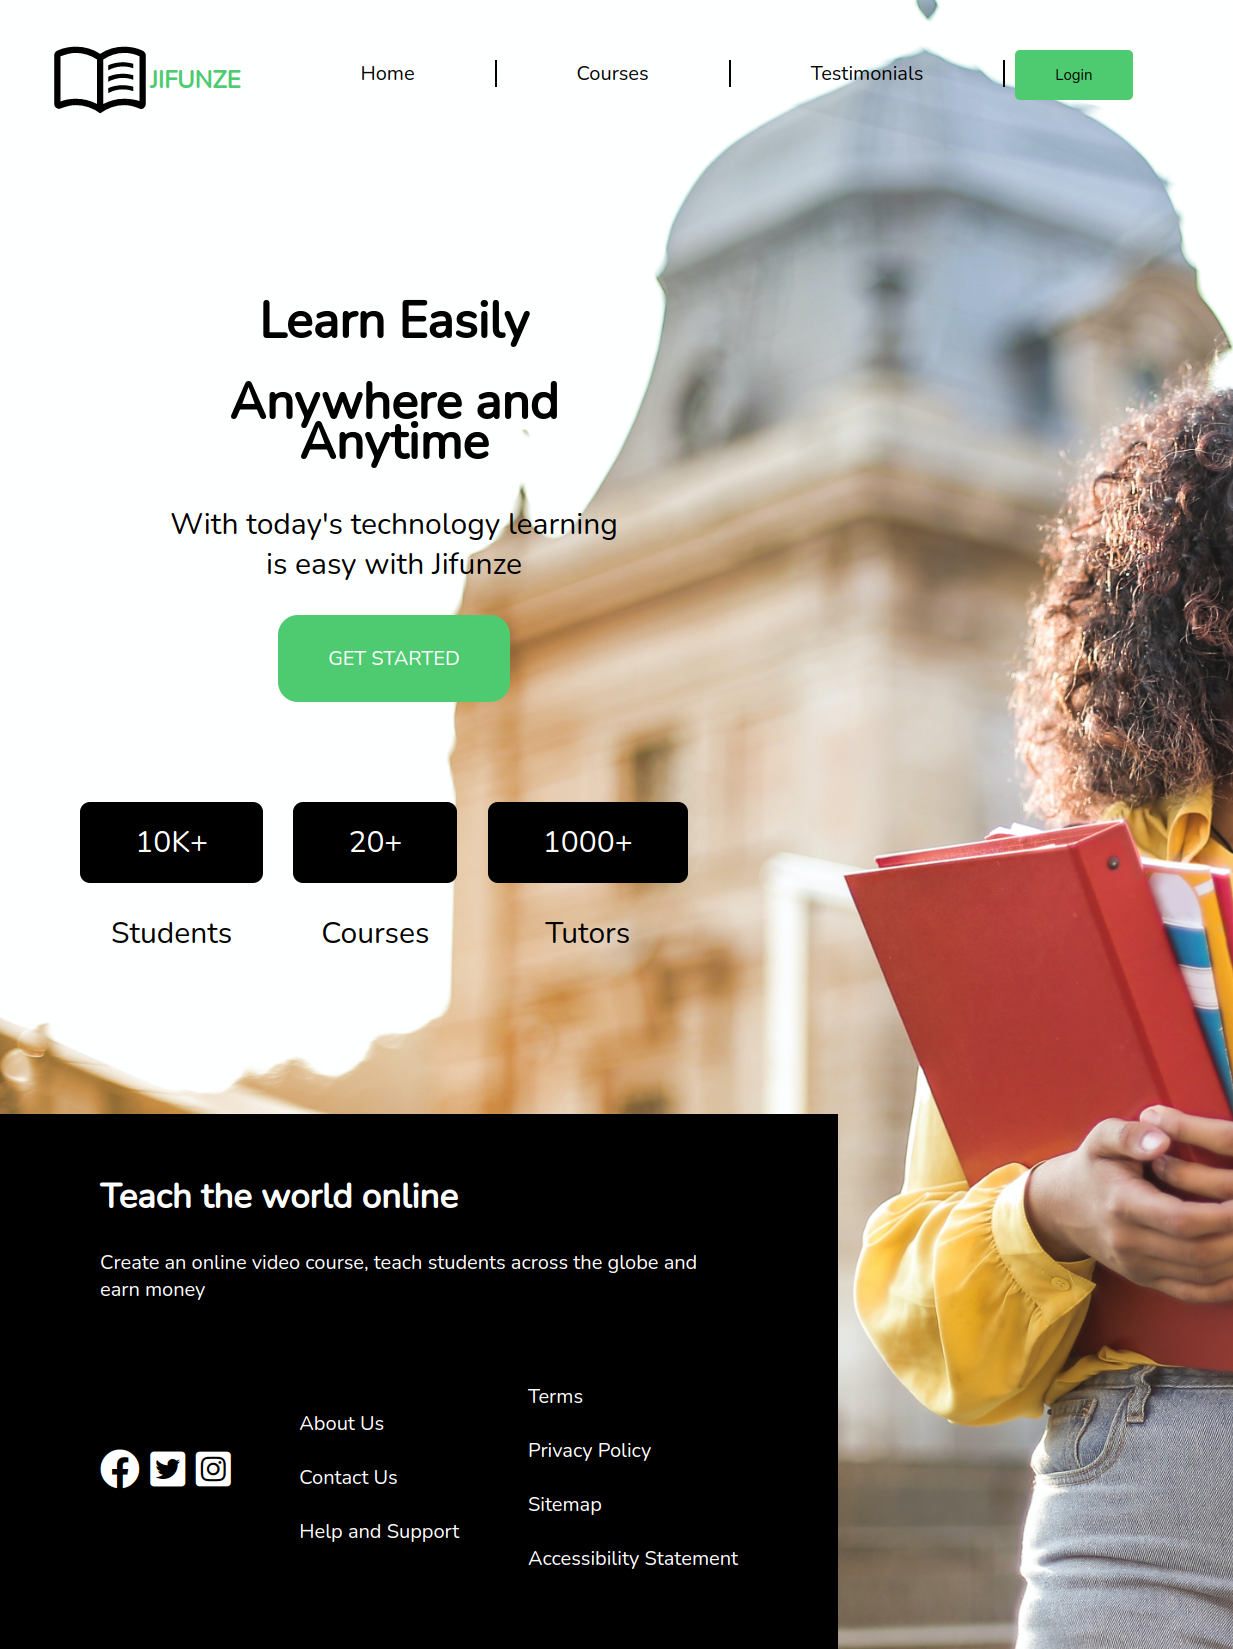 JIFUNZE
Home
Courses
Testimonials
Login
Learn Easily
Anywhere and
Anytime
With today's technology learning
is easy with Jifunze
GET STARTED
10K+
20+
1000+
Students
Courses
Tutors
Teach the world online
Create an online video course, teach students across the globe and
earn money
About Us
Contact Us
Help and Support
Terms
Privacy Policy
Sitemap
Accessibility Statement